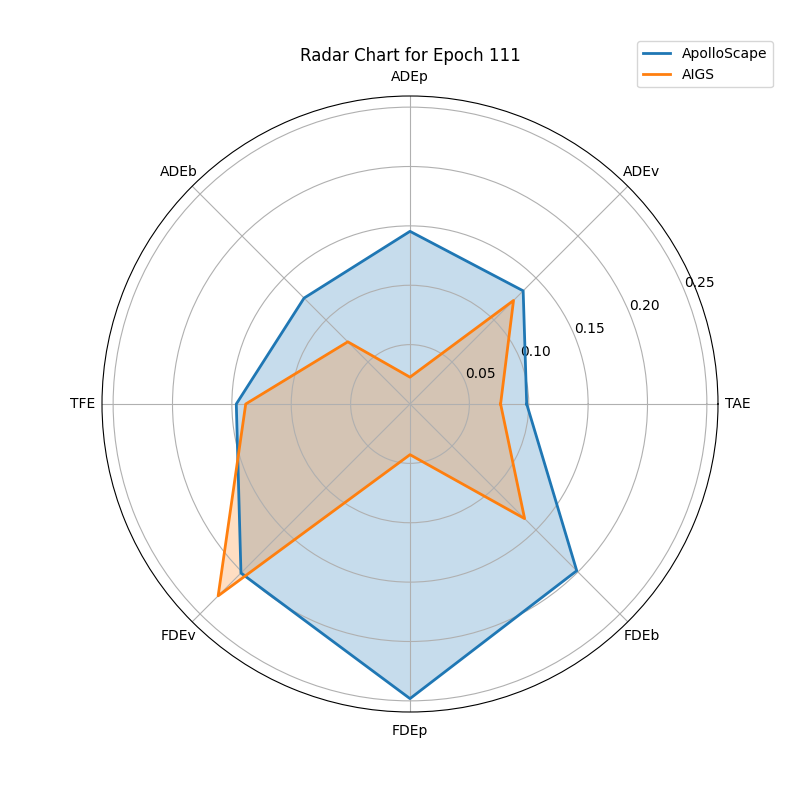 Radar Chart for Epoch 111
ApolloScape
AIGS
ADEp
ADEb
ADEv
0.25
0.20
0.15
0.10
0.05
TFE
TAE
FDEv
FDEb
FDEp